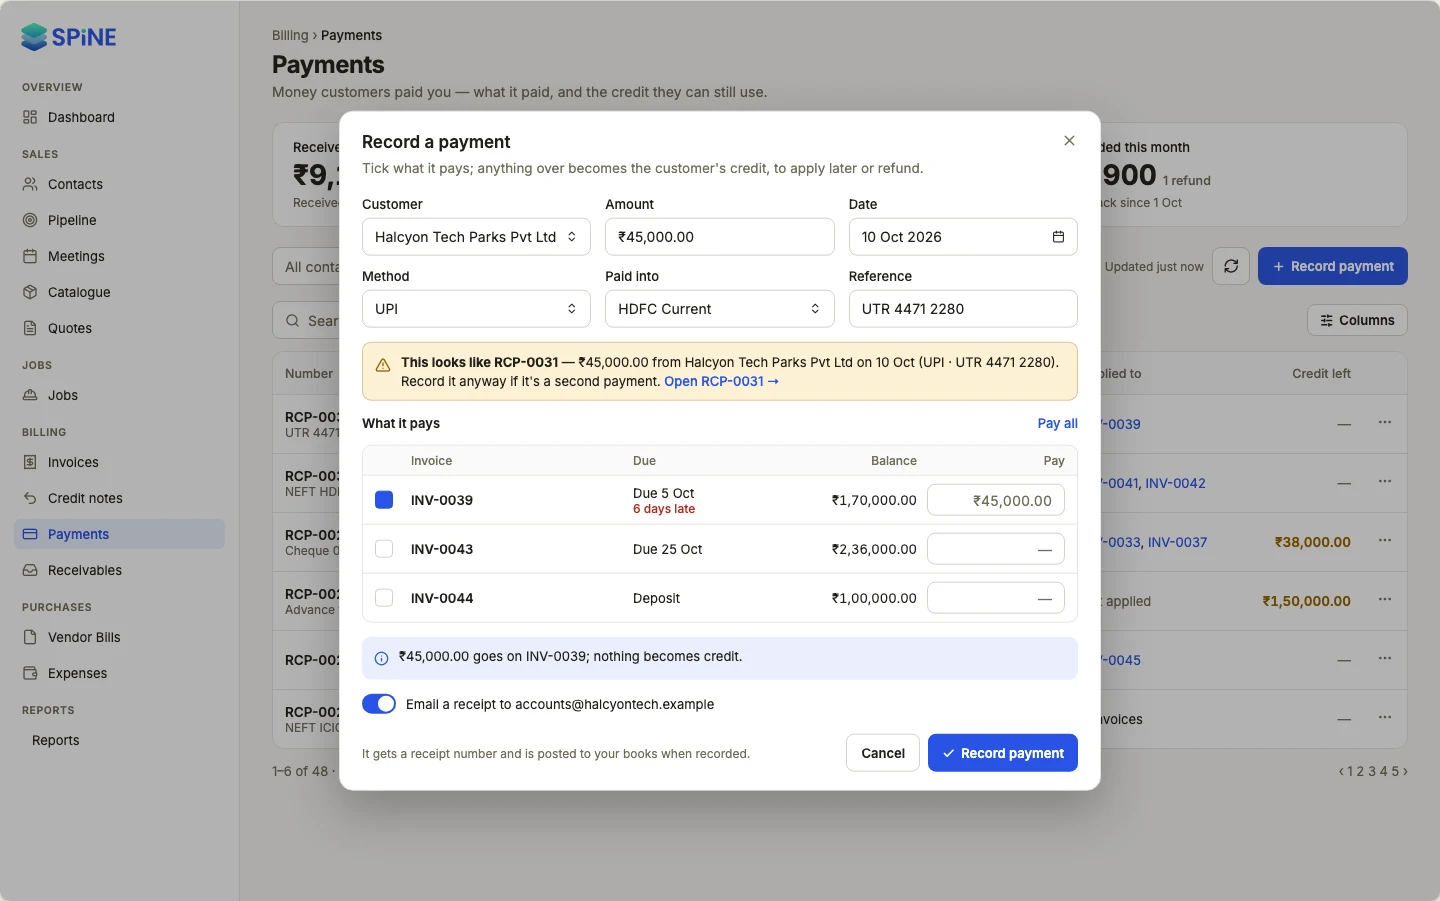 SPiNE
OVERVIEW
Dashboard
SALES
Contacts
Pipeline
Meetings
Catalogue
Quotes
JOBS
Jobs
BILLING
Invoices
Credit notes
Payments
Receivables
PURCHASES
Vendor Bills
Expenses
REPORTS
Reports
Billing › Payments
Payments
Money customers paid you — what it paid, and the credit they can still use.
this month
900 1 refund
since 1 Oct
Updated just now
+ Record payment
Columns
Number
to
Credit left
UTR
—
NEFT
-0041, INV-0042
—
Cheque
-0033, INV-0037
₹38,000.00
Advance
applied
₹1,50,000.00
-0045
—
NEFT
—
1–6 of 48 ·
‹ 1 2 3 4 5 ›
Record a payment
Tick what it pays; anything over becomes the customer's credit, to apply later or refund.
Customer
Amount
Date
Halcyon Tech Parks Pvt Ltd
₹45,000.00
10 Oct 2026
Method
Paid into
Reference
UPI
HDFC Current
UTR 4471 2280
This looks like RCP-0031 — ₹45,000.00 from Halcyon Tech Parks Pvt Ltd on 10 Oct (UPI · UTR 4471 2280).
Record it anyway if it's a second payment. Open RCP-0031 →
What it pays
Pay all
Invoice
Due
Balance
Pay
INV-0039
Due 5 Oct
6 days late
₹1,70,000.00
₹45,000.00
INV-0043
Due 25 Oct
₹2,36,000.00
—
INV-0044
Deposit
₹1,00,000.00
—
₹45,000.00 goes on INV-0039; nothing becomes credit.
Email a receipt to accounts@halcyontech.example
It gets a receipt number and is posted to your books when recorded.
Cancel
Record payment